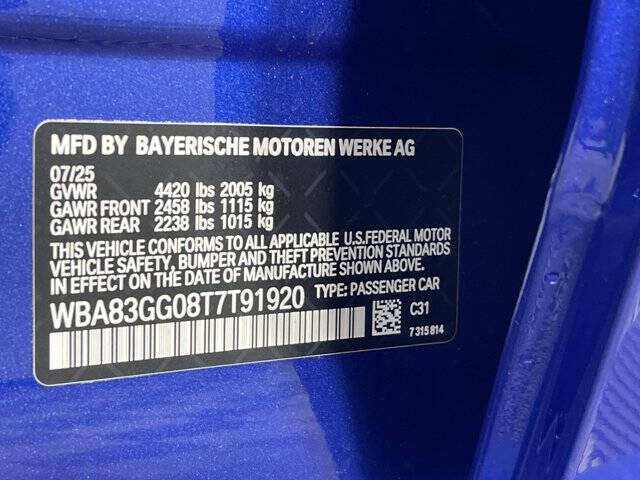 MFD BY BAYERISCHE MOTOREN WERKE AG
07/25
GVWR 4420 lbs 2005 kg
GAWR FRONT 2458 lbs 1115 kg
GAWR REAR 2238 lbs 1015 kg
THIS VEHICLE CONFORMS TO ALL APPLICABLE U.S.FEDERAL MOTOR
VEHICLE SAFETY, BUMPER, AND THEFT PREVENTION STANDARDS
IN EFFECT ON THE DATE OF MANUFACTURE SHOWN ABOVE.
WBA83GG08T7T91920 TYPE: PASSENGER CAR
C31
7 315 814